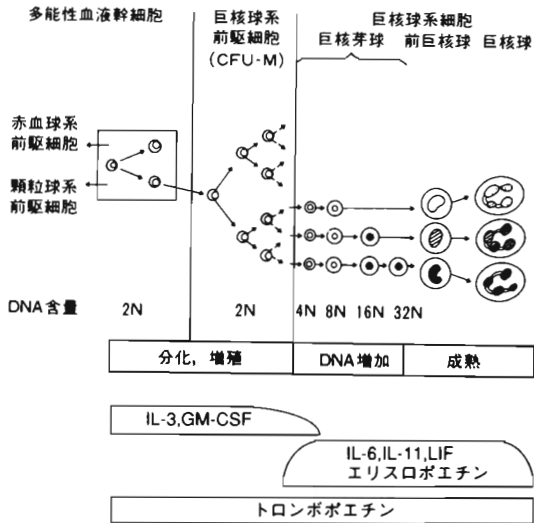 多能性血液幹細胞
巨核球系
前駆細胞
(CFU-M)
巨核球系細胞
巨核芽球 前巨核球 巨核球
赤血球系
前駆細胞
顆粒球系
前駆細胞
DNA含量 2N 2N 4N 8N 16N 32N
分化,増殖 DNA増加 成熟
IL-3,GM-CSF
IL-6,IL-11,LIF
エリスロポエチン
トロンボポエチン